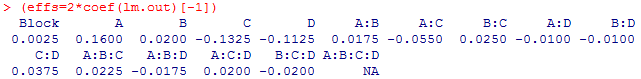 > (effs=2*coef(lm.out)[-1])
Block A B C D A:B A:C B:C A:D B:D
0.0025 0.1600 0.0200 -0.1325 -0.1125 0.0175 -0.0550 0.0250 -0.0100 -0.0100
C:D A:B:C A:B:D A:C:D B:C:D A:B:C:D
0.0375 0.0225 -0.0175 0.0200 -0.0200 NA